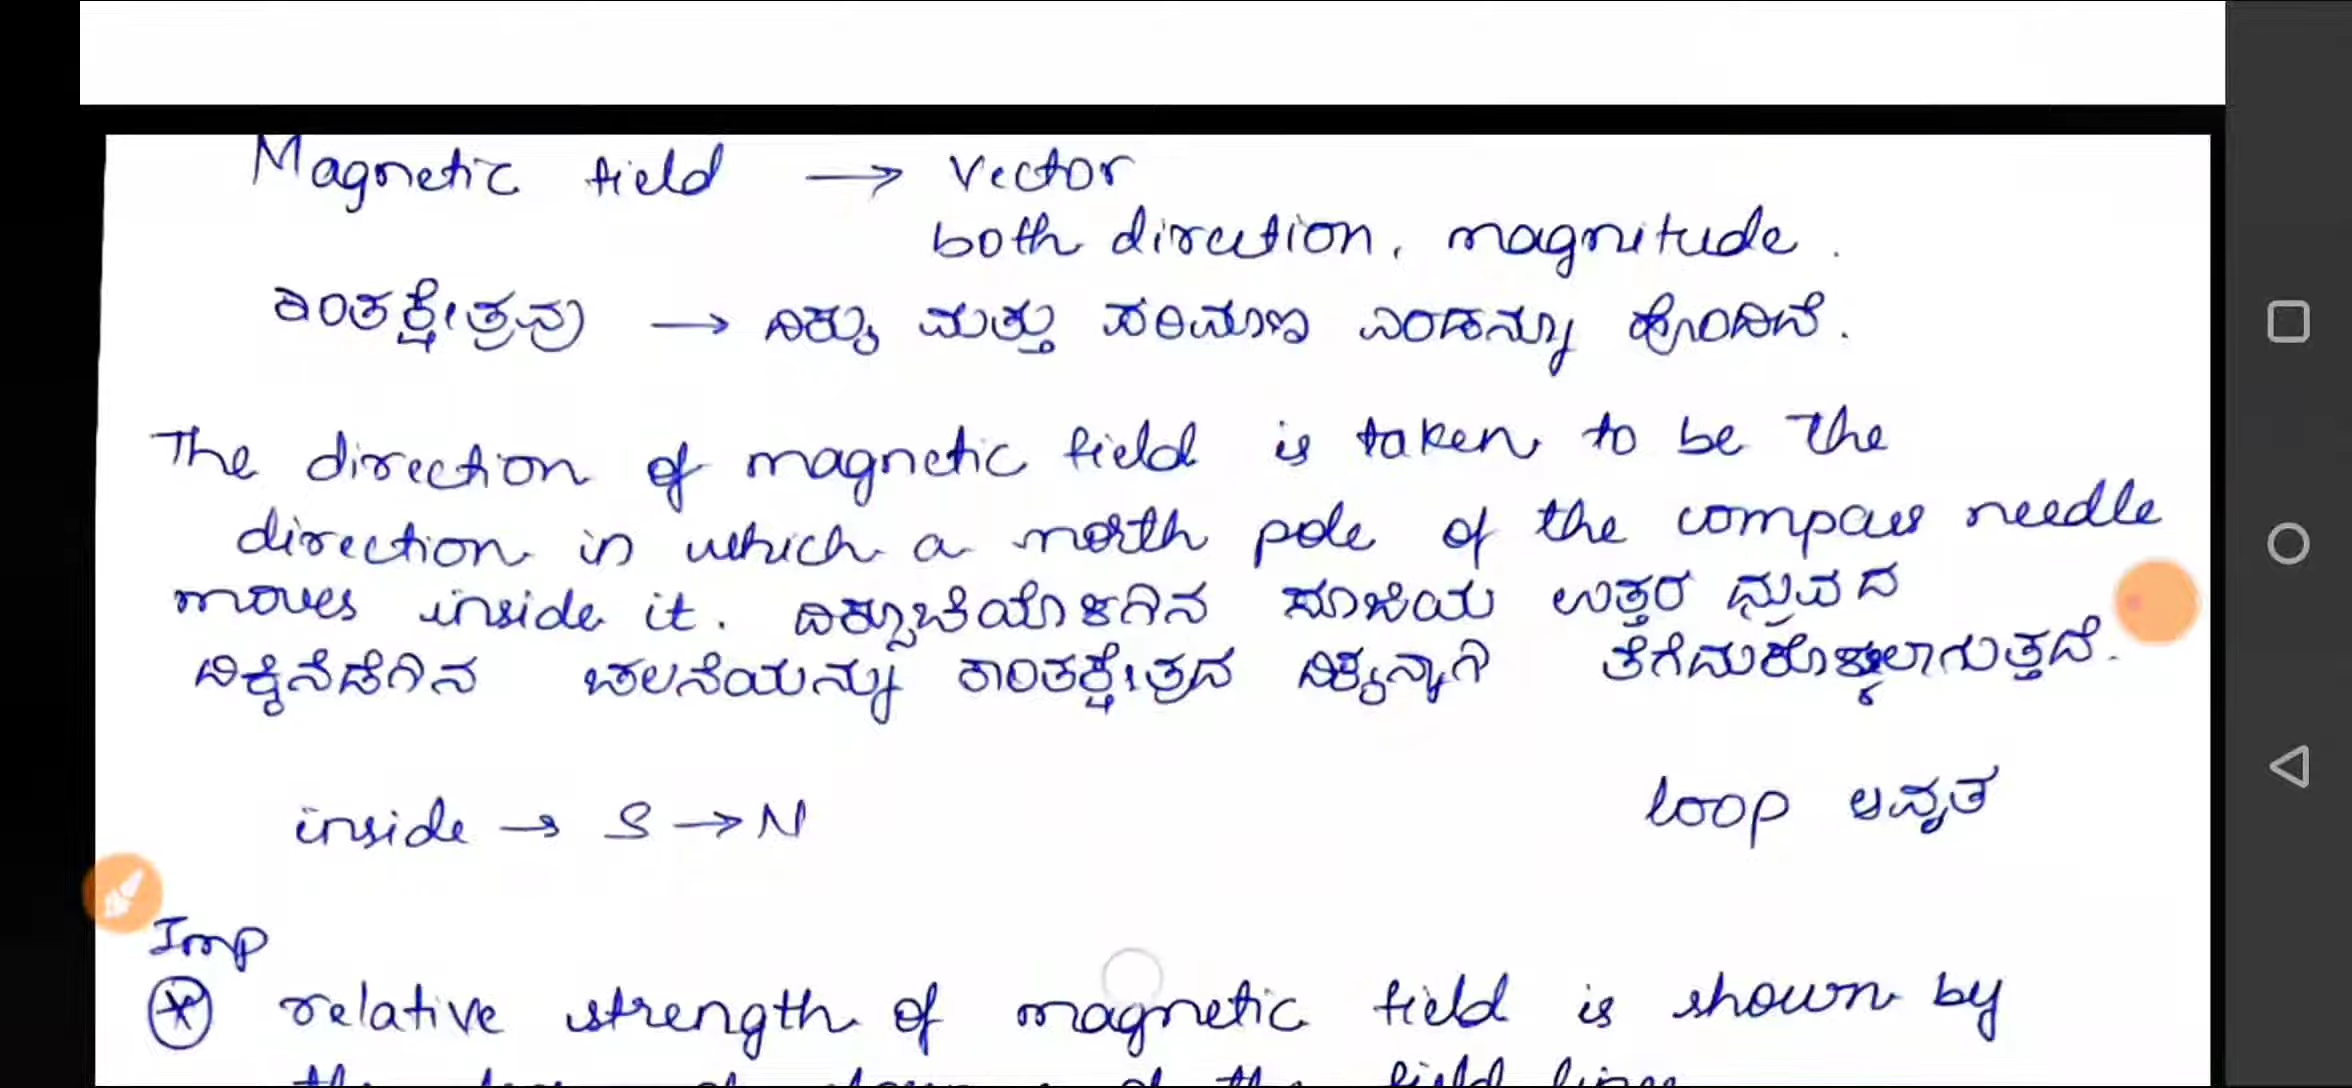 Magnetic field → Vector
both direction, magnitude.
ಕಾಂತಕ್ಷೇತ್ರವು → ದಿಕ್ಕು ಮತ್ತು ಪರಿಮಾಣ ಎರಡನ್ನು ಹೊಂದಿದೆ.
The direction of magnetic field is taken to be the
direction in which a north pole of the compass needle
moves inside it. ದಿಕ್ಸೂಚಿಯೊಳಗಿನ ಸೂಜಿಯ ಉತ್ತರ ಧ್ರುವದ
ದಿಕ್ಕಿನೆಡೆಗಿನ ಚಲನೆಯನ್ನು ಕಾಂತಕ್ಷೇತ್ರದ ದಿಕ್ಕನ್ನಾಗಿ ತೆಗೆದುಕೊಳ್ಳಲಾಗುತ್ತದೆ.
inside → S → N
loop ಆವೃತ
Imp
* relative strength of magnetic field is shown by